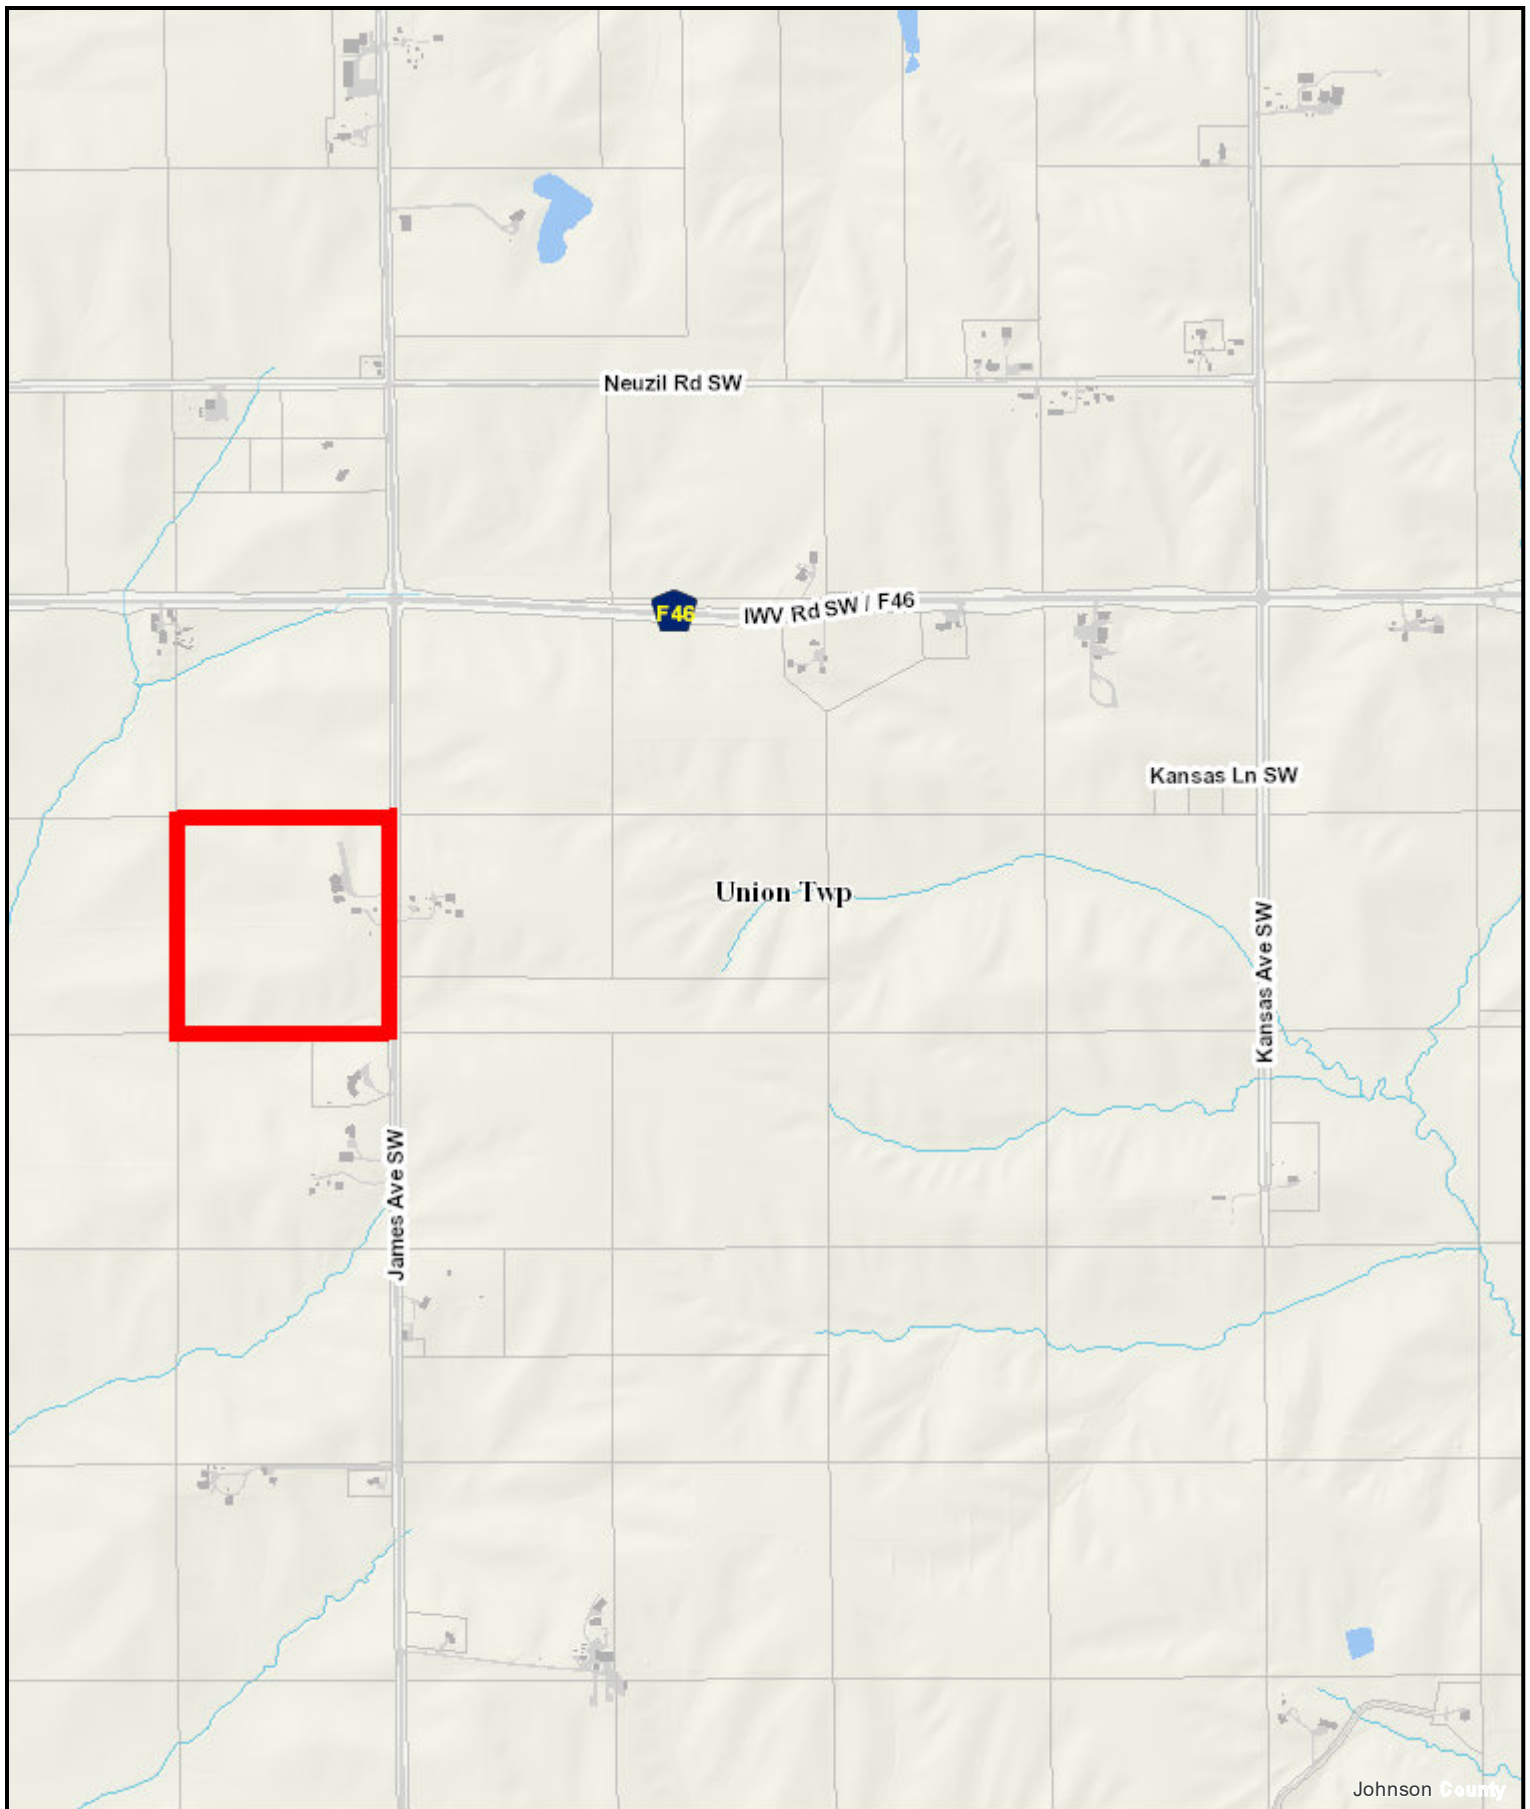 Neuzil Rd SW
F46
IWV Rd SW / F46
Kansas Ln SW
Union Twp
Kansas Ave SW
James Ave SW
Johnson County